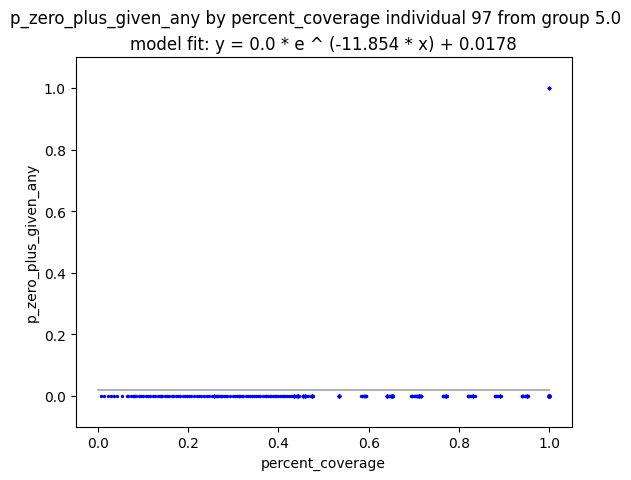 p_zero_plus_given_any by percent_coverage individual 97 from group 5.0
model fit: y = 0.0 * e ^ (-11.854 * x) + 0.0178
1.0
0.8
0.6
0.4
0.2
0.0
p_zero_plus_given_any
0.0 0.2 0.4 0.6 0.8 1.0
percent_coverage